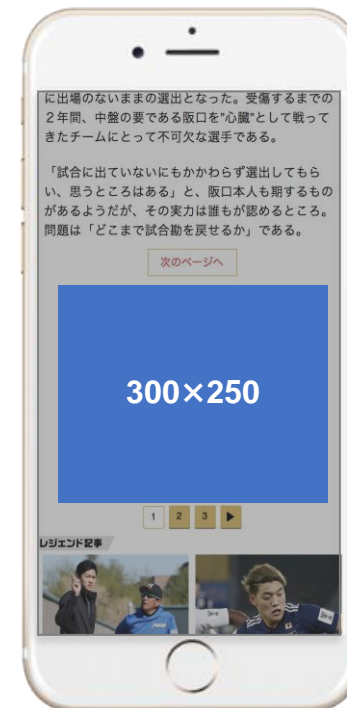 に出場のないままの選出となった。受傷するまでの
２年間、中盤の要である阪口を"心臓"として戦って
きたチームにとって不可欠な選手である。
「試合に出ていないにもかかわらず選出してもら
い、思うところはある」と、阪口本人も期するもの
があるようだが、その実力は誰もが認めるところ。
問題は「どこまで試合勘を戻せるか」である。
次のページへ
300×250
1 2 3 ▶
レジェンド記事